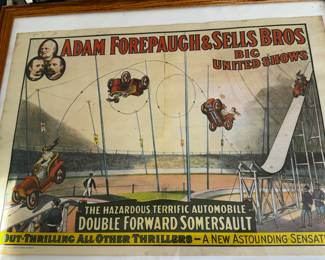 ADAM FOREPAUGH & SELLS BROS
BIG
UNITED SHOWS
THE HAZARDOUS TERRIFIC AUTOMOBILE
DOUBLE FORWARD SOMERSAULT
OUT-THRILLING ALL OTHER THRILLERS – A NEW ASTOUNDING SENSATI